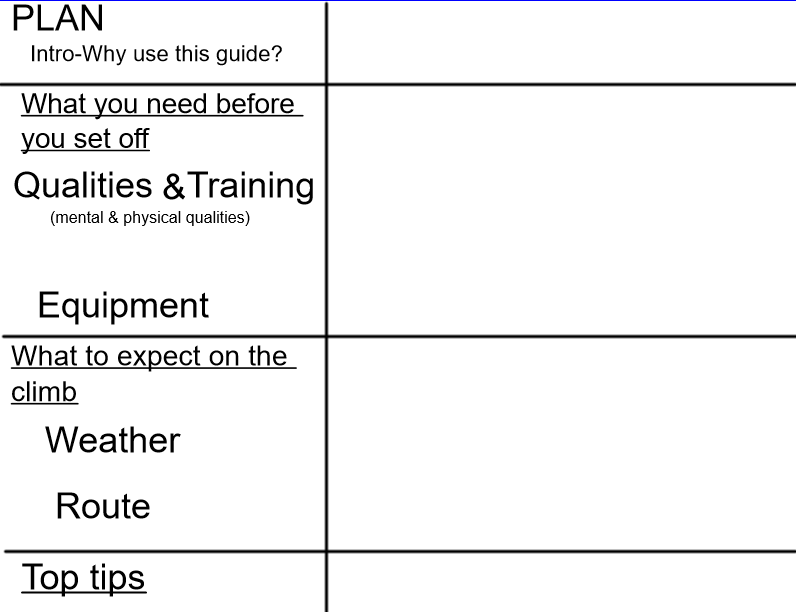 PLAN
Intro-Why use this guide?
What you need before
you set off
Qualities &Training
(mental & physical qualities)
Equipment
What to expect on the
climb
Weather
Route
Top tips